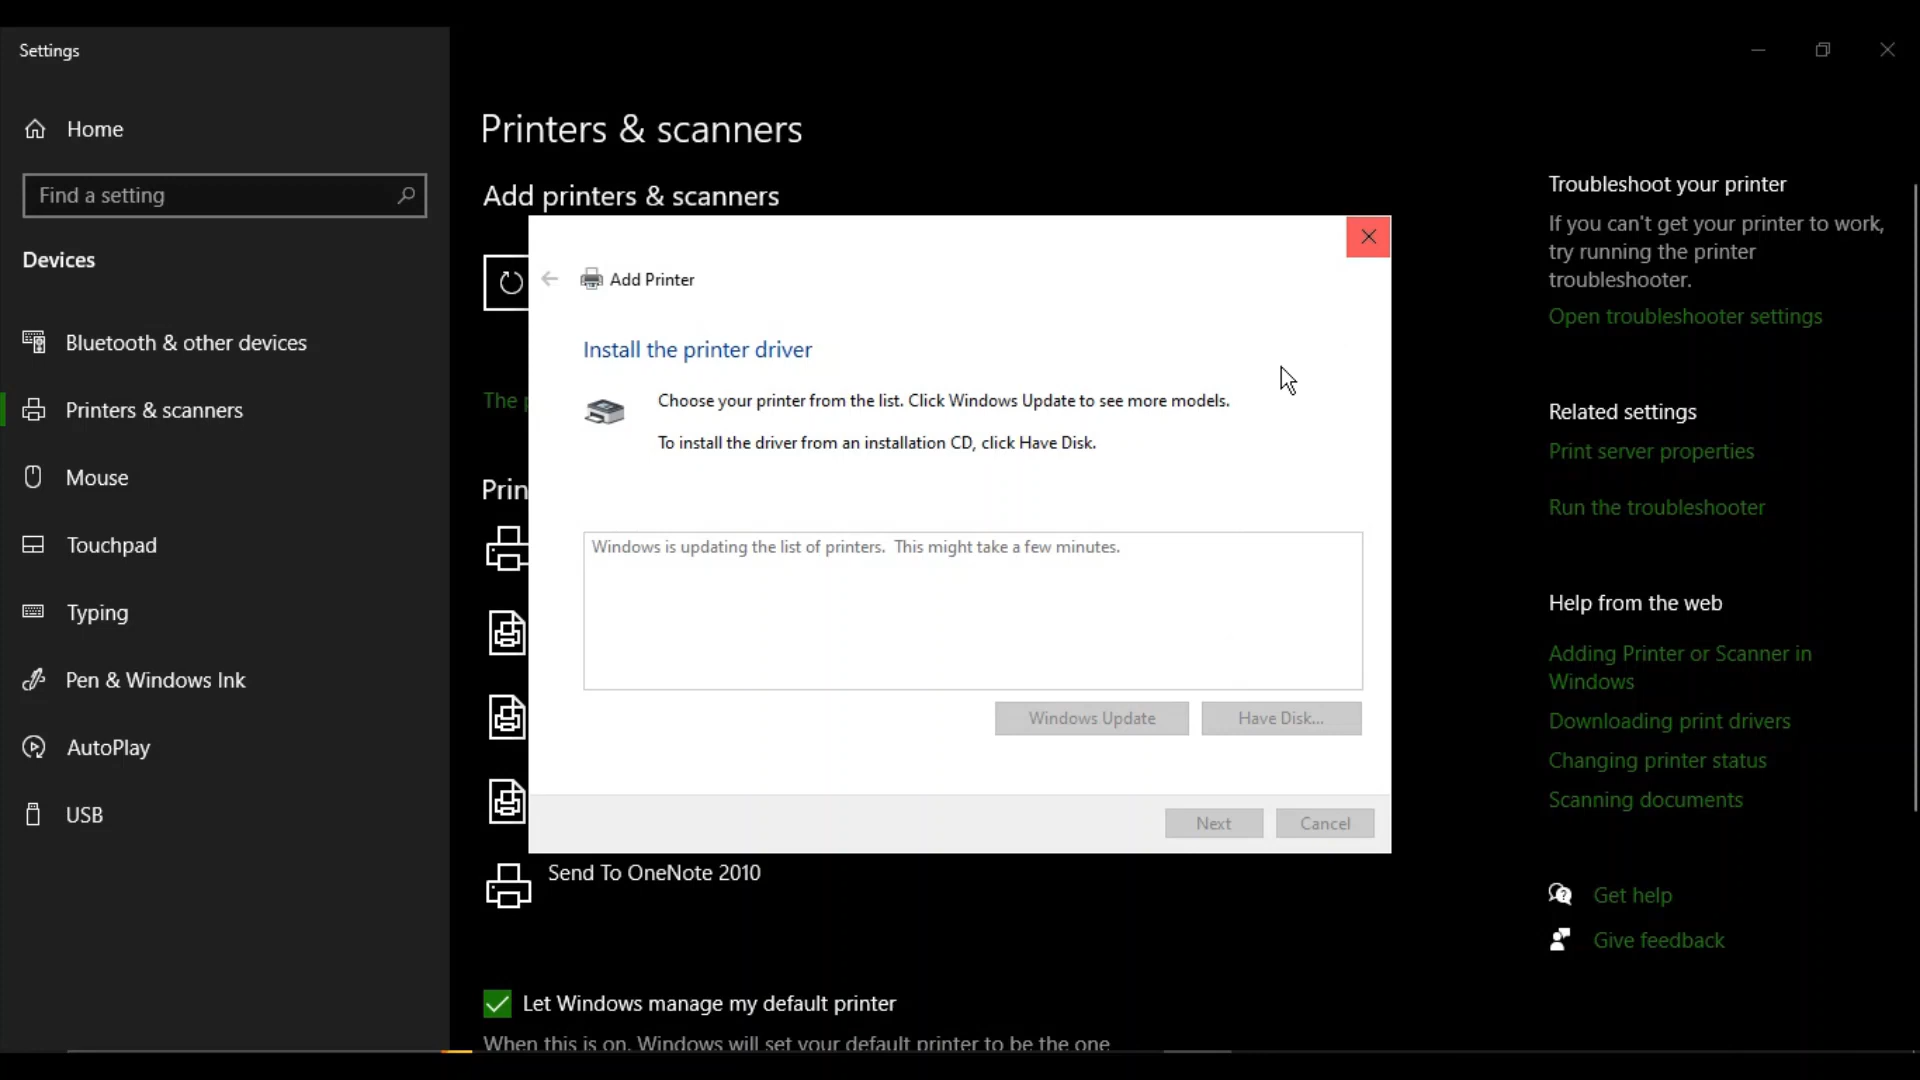 Settings
Home
Find a setting
Devices
Bluetooth & other devices
Printers & scanners
Mouse
Touchpad
Typing
Pen & Windows Ink
AutoPlay
USB
Printers & scanners
Add printers & scanners
The p
Prin
Add Printer
Install the printer driver
Choose your printer from the list. Click Windows Update to see more models.
To install the driver from an installation CD, click Have Disk.
Windows is updating the list of printers.  This might take a few minutes.
Windows Update
Have Disk...
Next
Cancel
Send To OneNote 2010
Let Windows manage my default printer
When this is on, Windows will set your default printer to be the one
Troubleshoot your printer
If you can't get your printer to work,
try running the printer
troubleshooter.
Open troubleshooter settings
Related settings
Print server properties
Run the troubleshooter
Help from the web
Adding Printer or Scanner in
Windows
Downloading print drivers
Changing printer status
Scanning documents
Get help
Give feedback